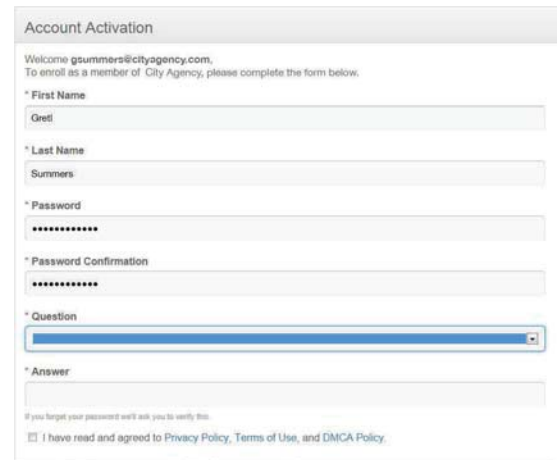 Account Activation
Welcome gsummers@cityagency.com,
To enroll as a member of City Agency, please complete the form below.
* First Name
Gretl
* Last Name
Summers
* Password
••••••••••••
* Password Confirmation
••••••••••••
* Question
* Answer
If you forget your password we'll ask you to verify this.
I have read and agreed to Privacy Policy, Terms of Use, and DMCA Policy.